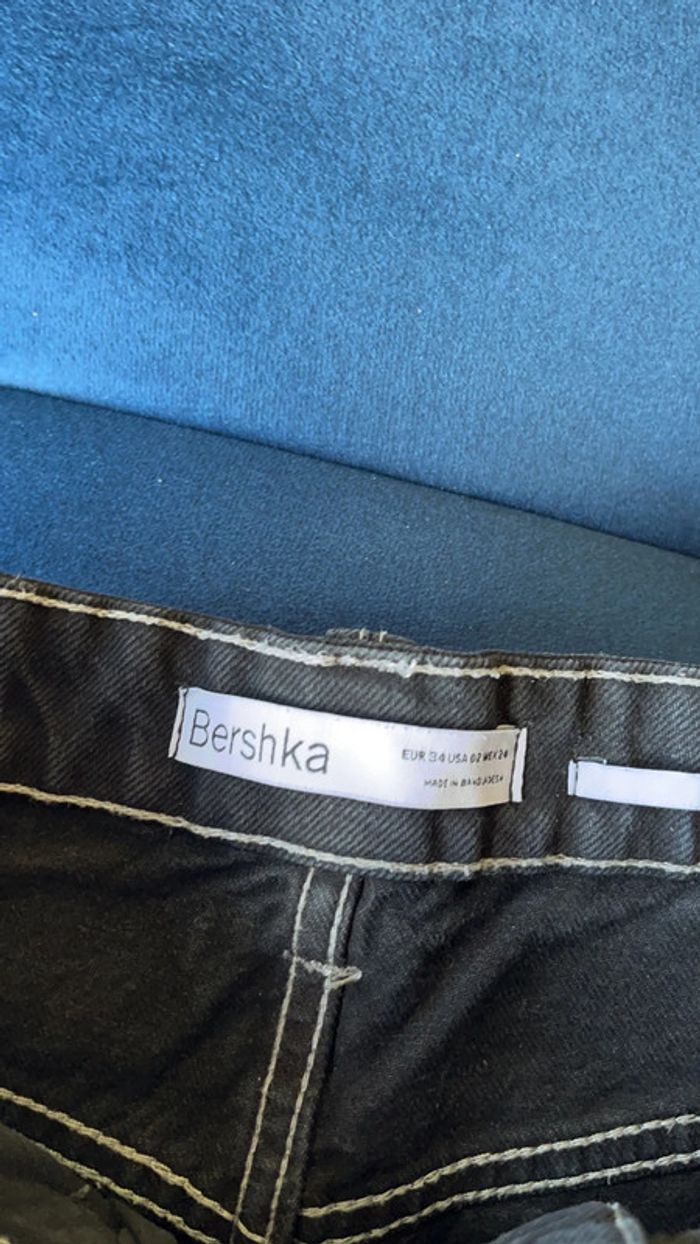 Bershka
EUR 34 USA 02 MEX 24
MADE IN BANGLADESH